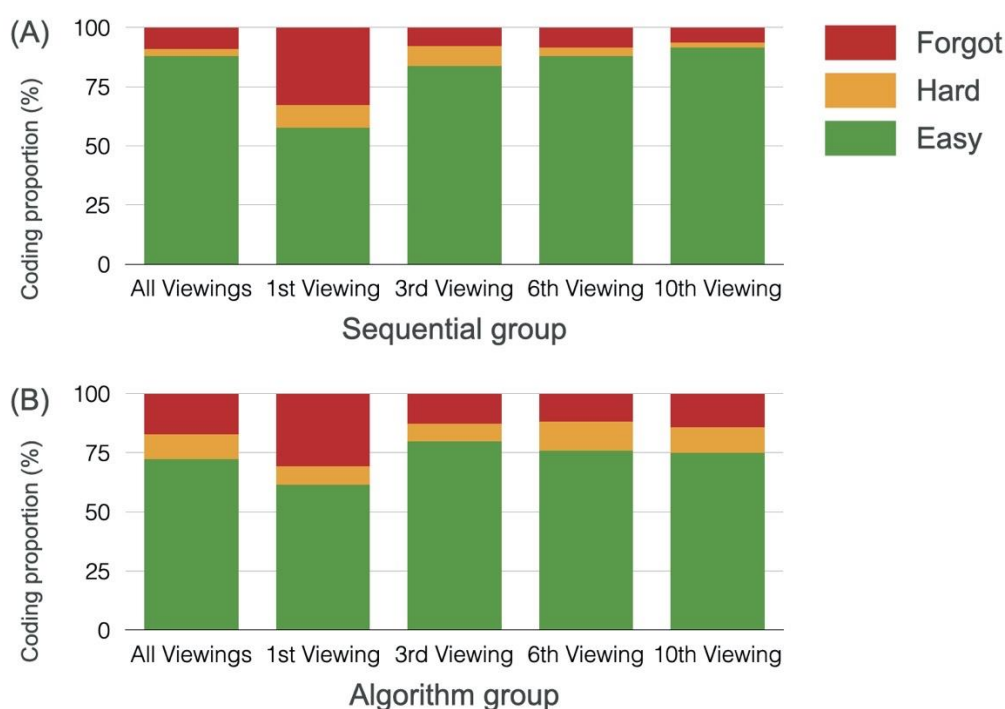 (A)
Coding proportion (%)
100
75
50
25
0
All Viewings 1st Viewing 3rd Viewing 6th Viewing 10th Viewing
Sequential group
Forgot
Hard
Easy
(B)
Coding proportion (%)
100
75
50
25
0
All Viewings 1st Viewing 3rd Viewing 6th Viewing 10th Viewing
Algorithm group